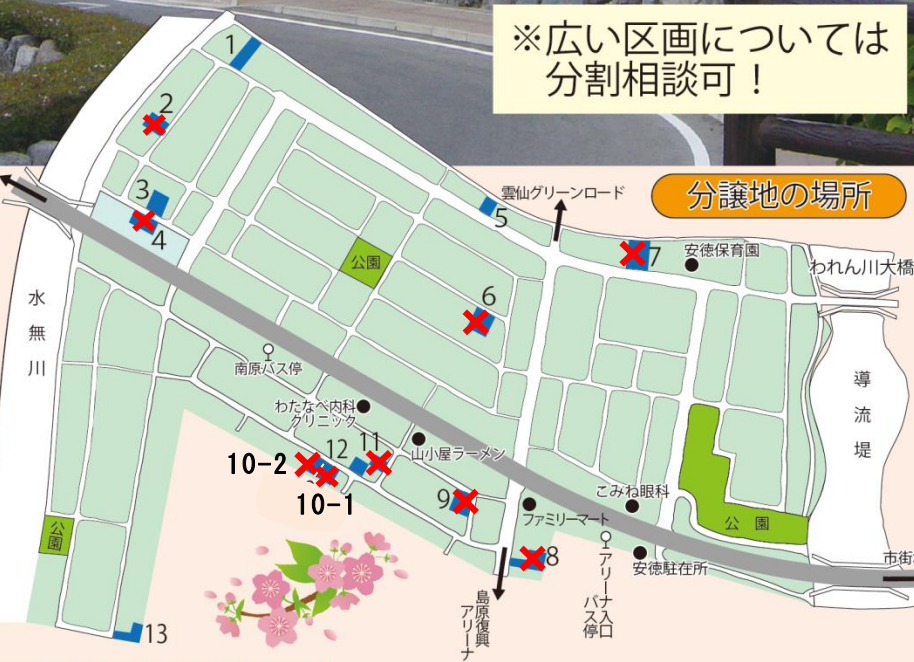 ※広い区画については
分割相談可！
分譲地の場所
1
2
3
4
5
雲仙グリーンロード
7
安徳保育園
われん川大橋
公園
6
水無川
導流堤
南原バス停
わたなべ内科
クリニック
12
11
山小屋ラーメン
10-2
10-1
9
ファミリーマート
こみね眼科
公園
公園
8
安徳駐在所
アリーナ入口
バス停
島原復興
アリーナ
13